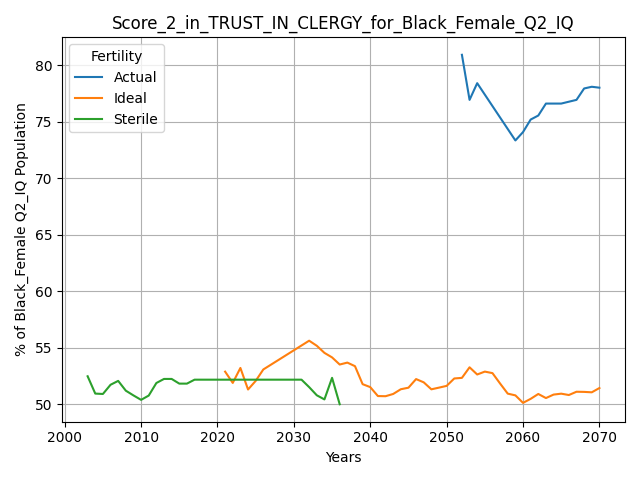 Score_2_in_TRUST_IN_CLERGY_for_Black_Female_Q2_IQ
Fertility
Actual
Ideal
Sterile
% of Black_Female Q2_IQ Population
80
75
70
65
60
55
50
2000 2010 2020 2030 2040 2050 2060 2070
Years